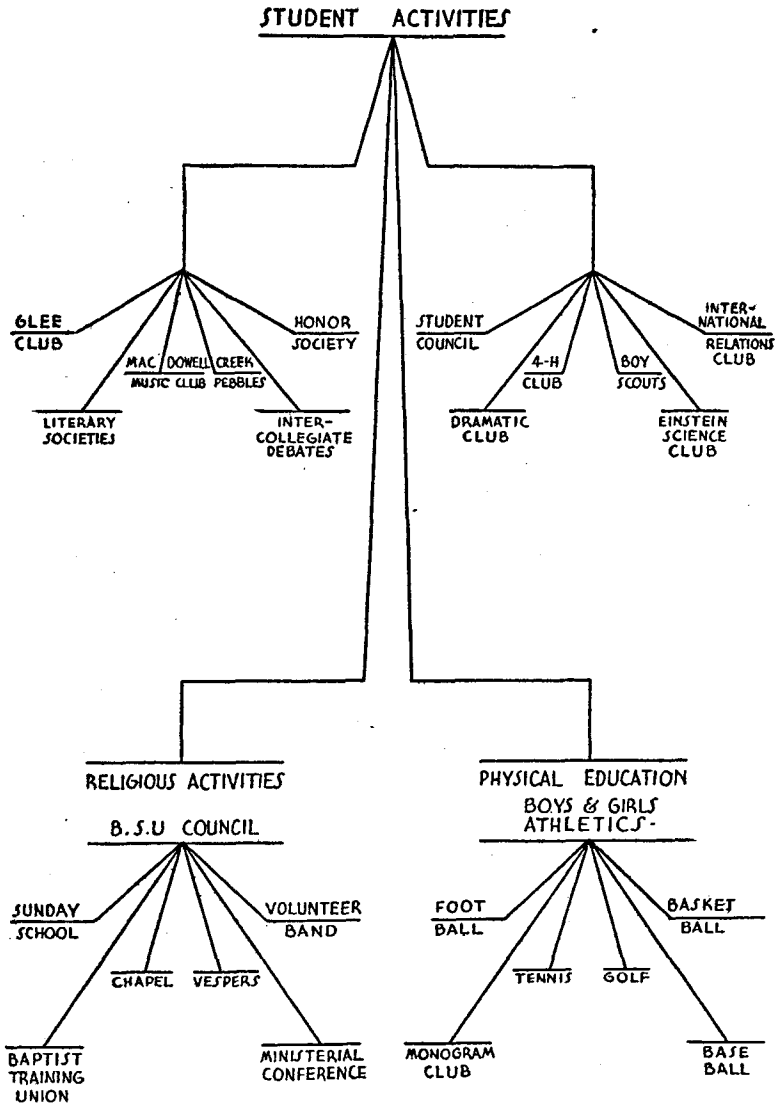 STUDENT ACTIVITIES
GLEE
CLUB
LITERARY
SOCIETIES
MAC DOWELL
MUSIC CLUB
CREEK
PEBBLES
INTER-
COLLEGIATE
DEBATES
HONOR
SOCIETY
STUDENT
COUNCIL
DRAMATIC
CLUB
4-H
CLUB
BOY
SCOUTS
EINSTEIN
SCIENCE
CLUB
INTER-
NATIONAL
RELATIONS
CLUB
RELIGIOUS ACTIVITIES
B.S.U COUNCIL
SUNDAY
SCHOOL
BAPTIST
TRAINING
UNION
CHAPEL
VESPERS
MINISTERIAL
CONFERENCE
VOLUNTEER
BAND
PHYSICAL EDUCATION
BOYS & GIRLS
ATHLETICS-
FOOT
BALL
MONOGRAM
CLUB
TENNIS
GOLF
BASE
BALL
BASKET
BALL